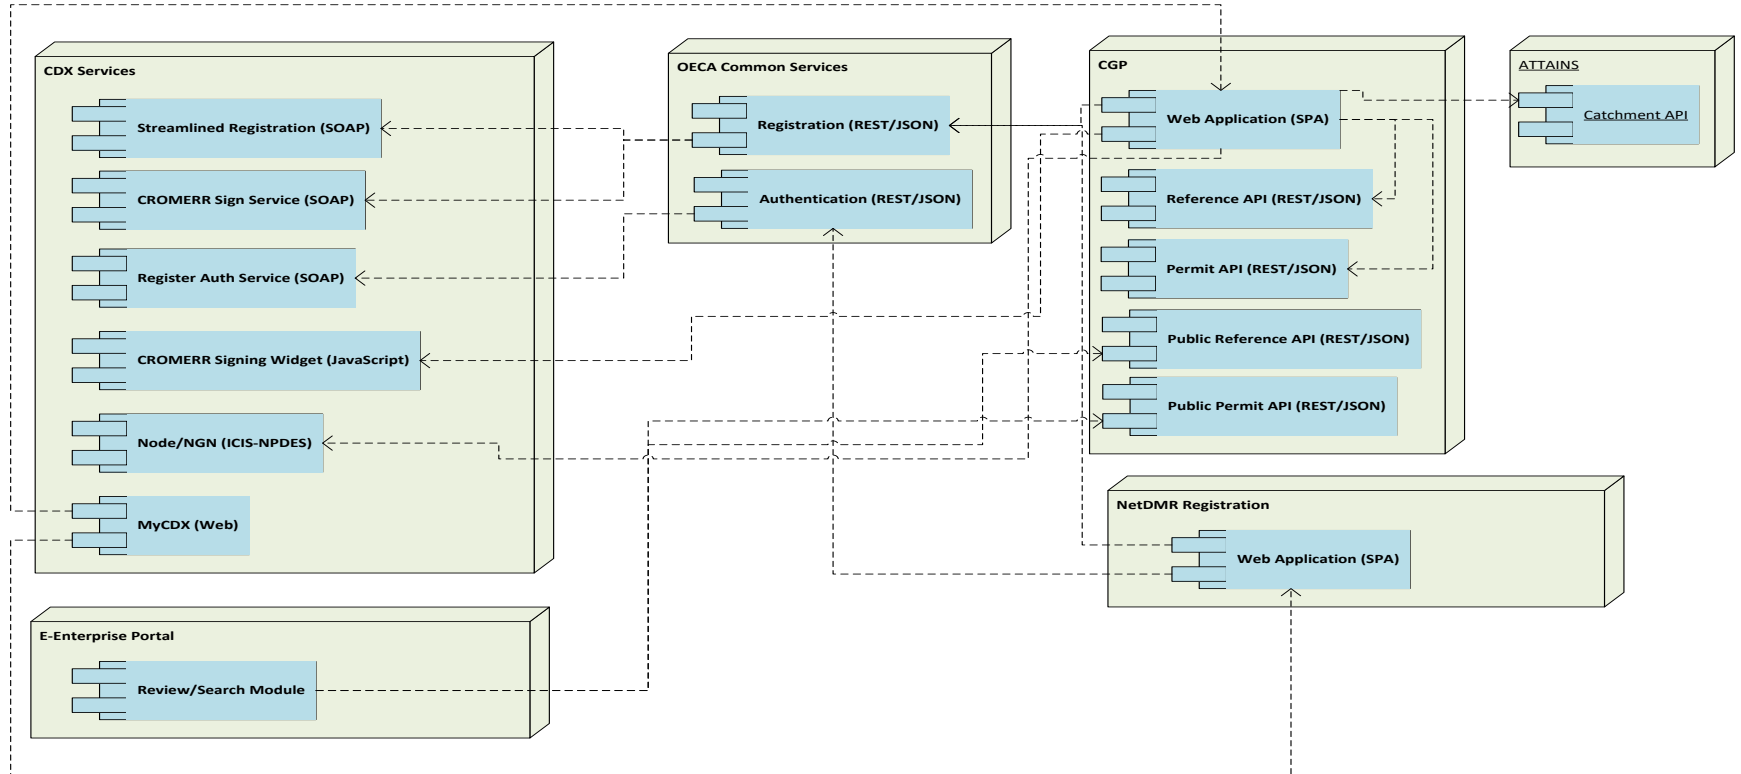 CDX Services
Streamlined Registration (SOAP)
CROMERR Sign Service (SOAP)
Register Auth Service (SOAP)
CROMERR Signing Widget (JavaScript)
Node/NGN (ICIS-NPDES)
MyCDX (Web)
E-Enterprise Portal
Review/Search Module
OECA Common Services
Registration (REST/JSON)
Authentication (REST/JSON)
CGP
Web Application (SPA)
Reference API (REST/JSON)
Permit API (REST/JSON)
Public Reference API (REST/JSON)
Public Permit API (REST/JSON)
NetDMR Registration
Web Application (SPA)
ATTAINS
Catchment API